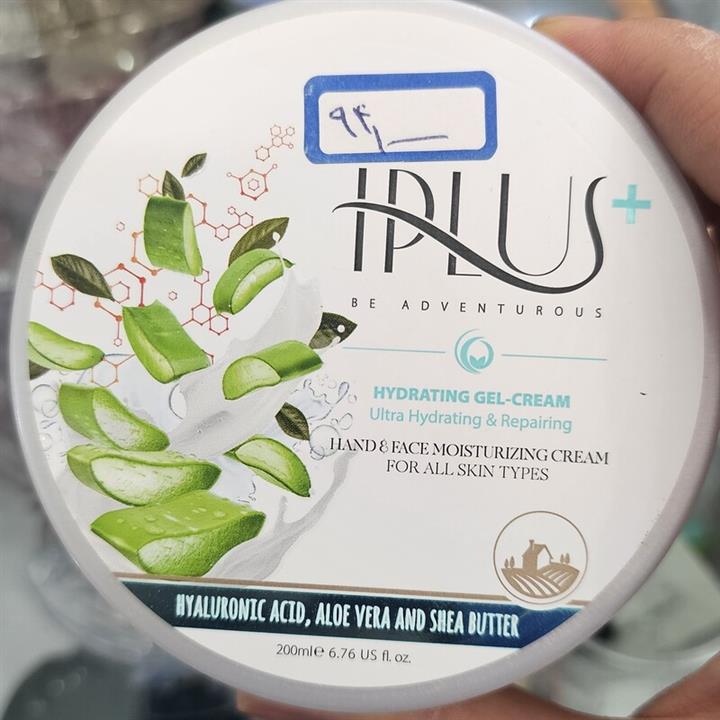 ۹۴/
IPLUS+
BE ADVENTUROUS
HYDRATING GEL-CREAM
Ultra Hydrating & Repairing
HAND & FACE MOISTURIZING CREAM
FOR ALL SKIN TYPES
HYALURONIC ACID, ALOE VERA AND SHEA BUTTER
200ml℮ 6.76 US fl. oz.